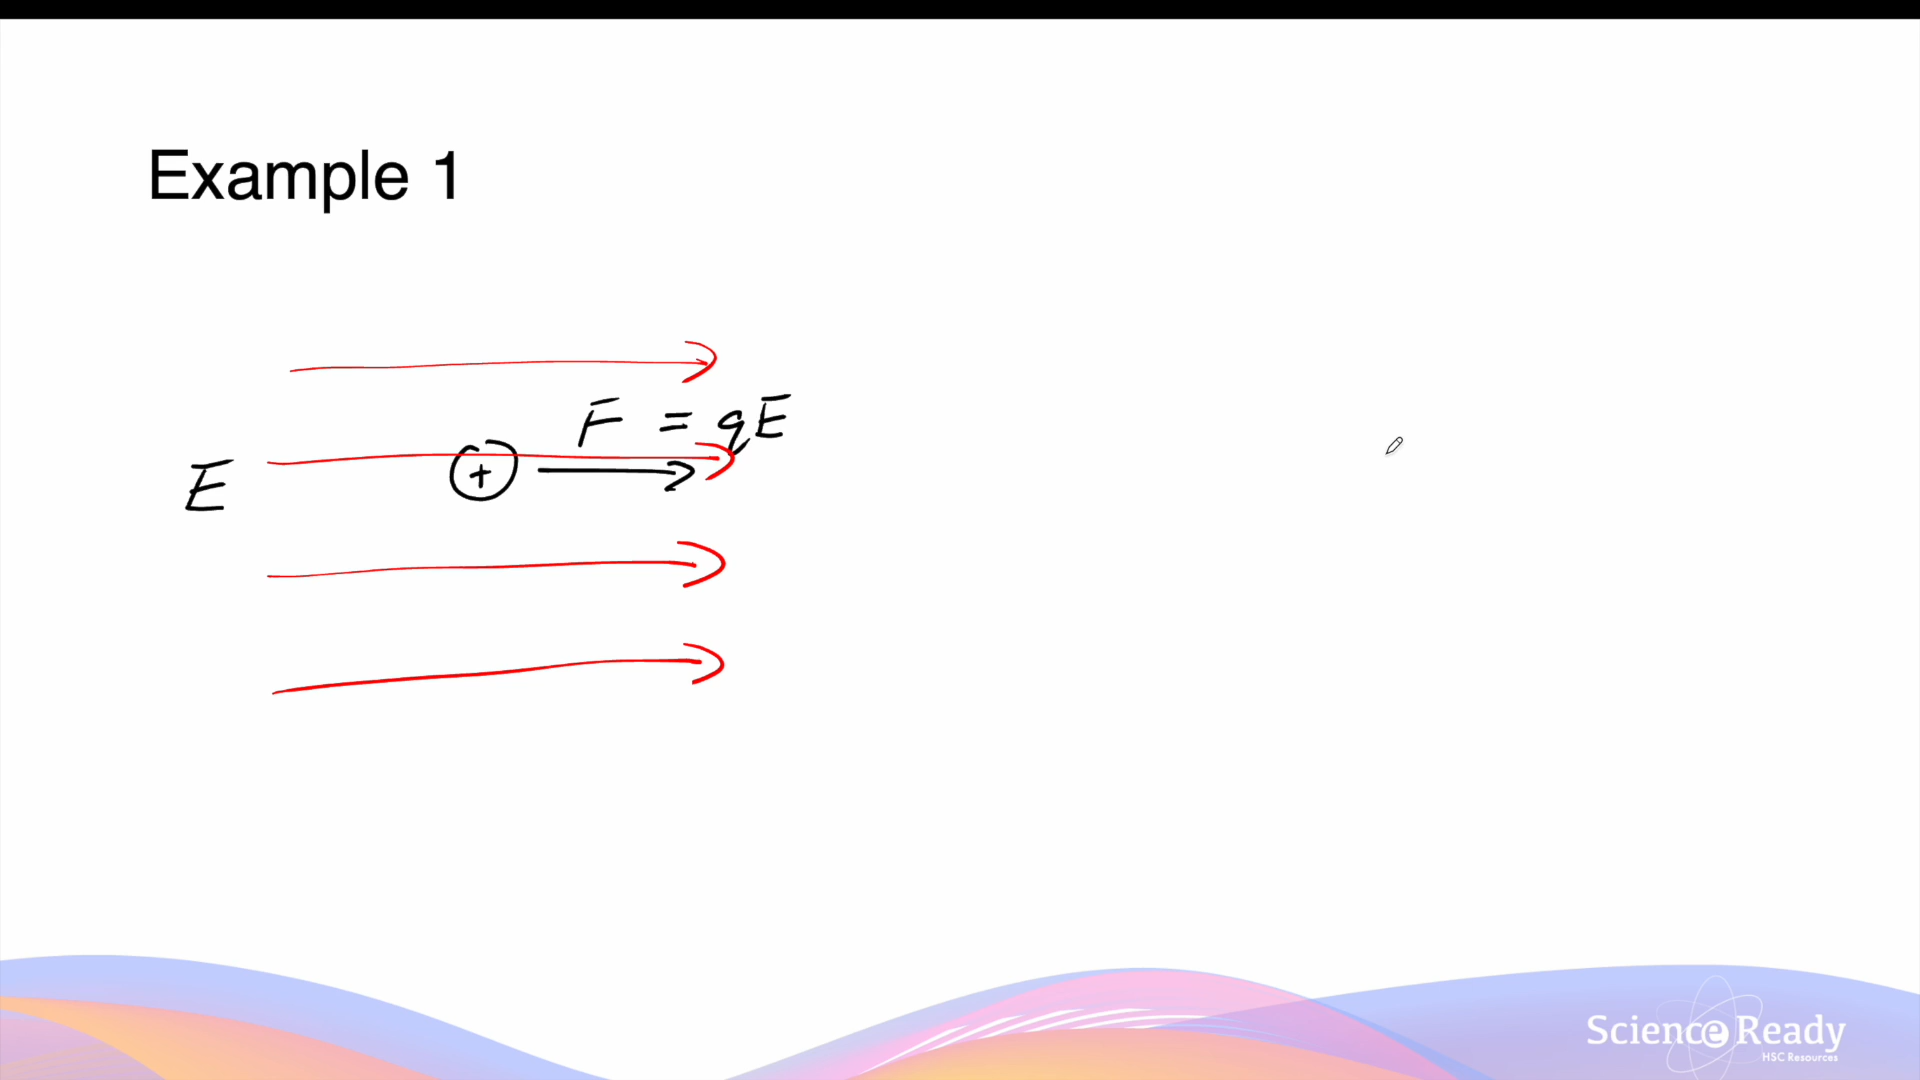 Example 1
F = qE
E
+
Science Ready
HSC Resources